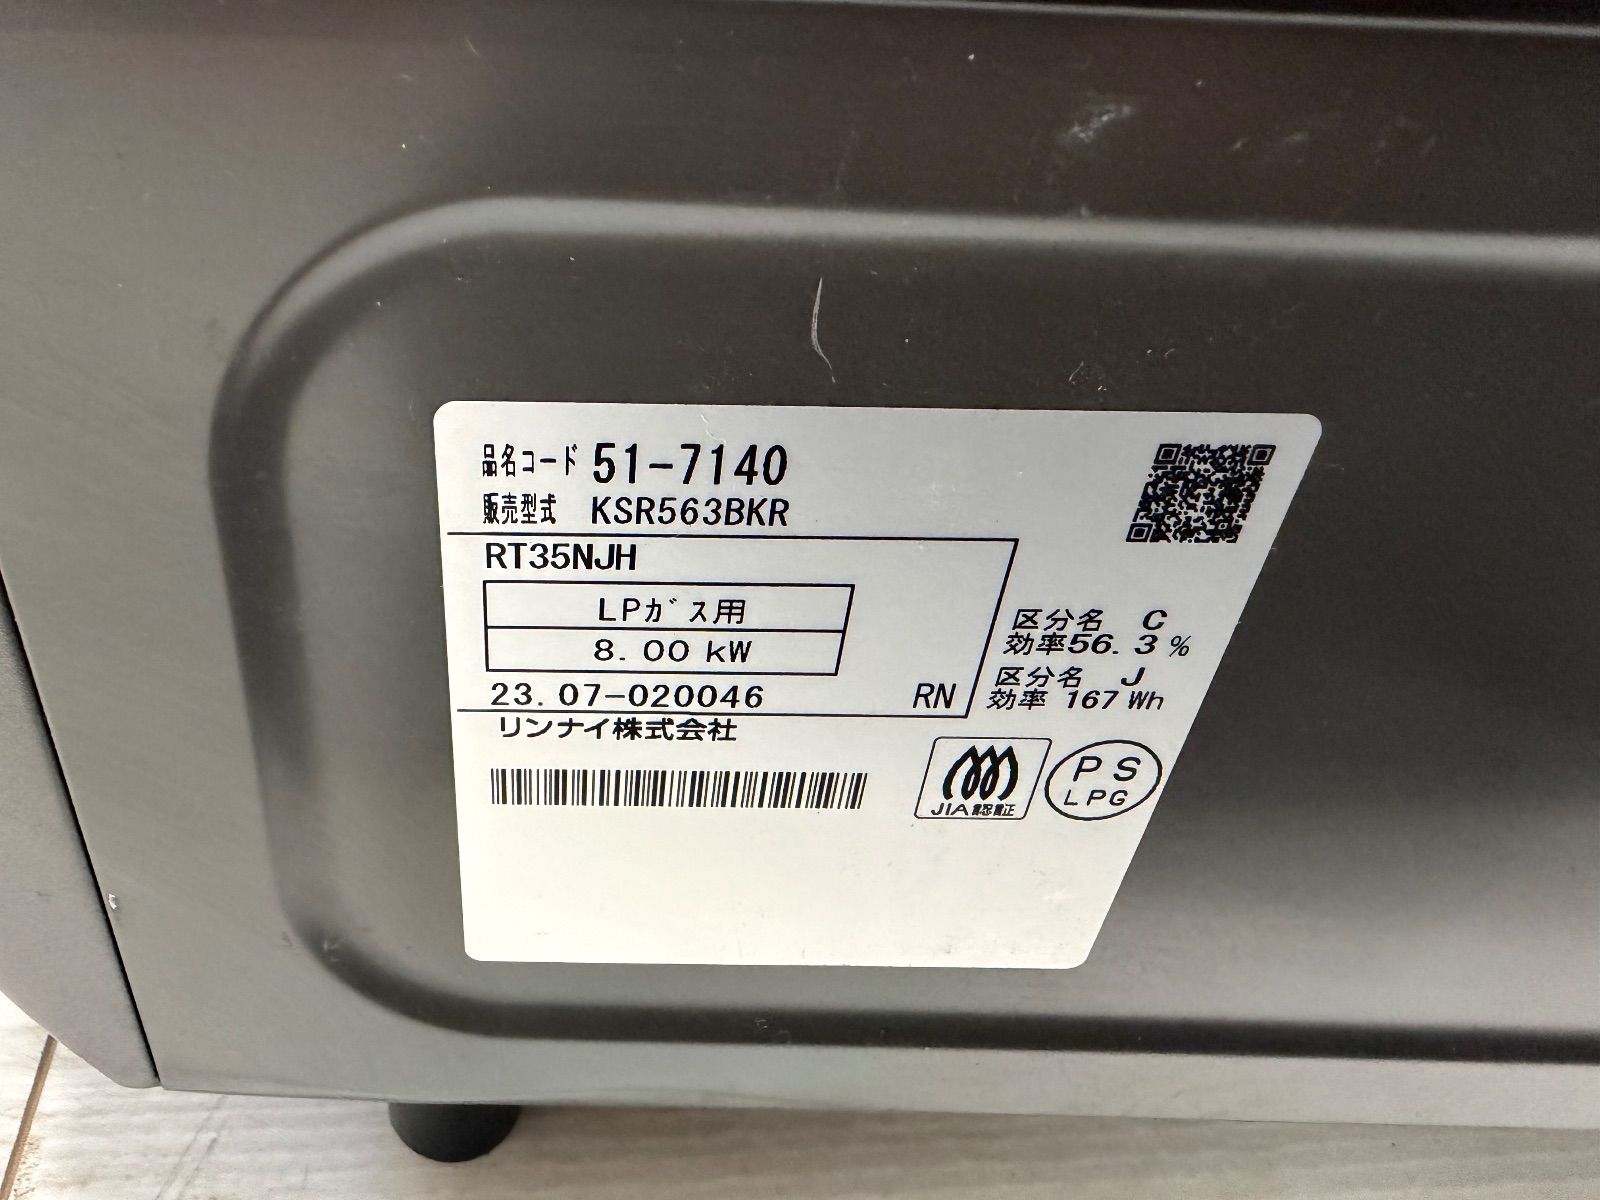 品名コード 51-7140
販売型式 KSR563BKR
RT35NJH
LPガス用
8.00 kW
23.07-020046 RN
リンナイ株式会社
区分名 C
効率56.3%
区分名 J
効率 167 Wh
JIA認証
PS
LPG